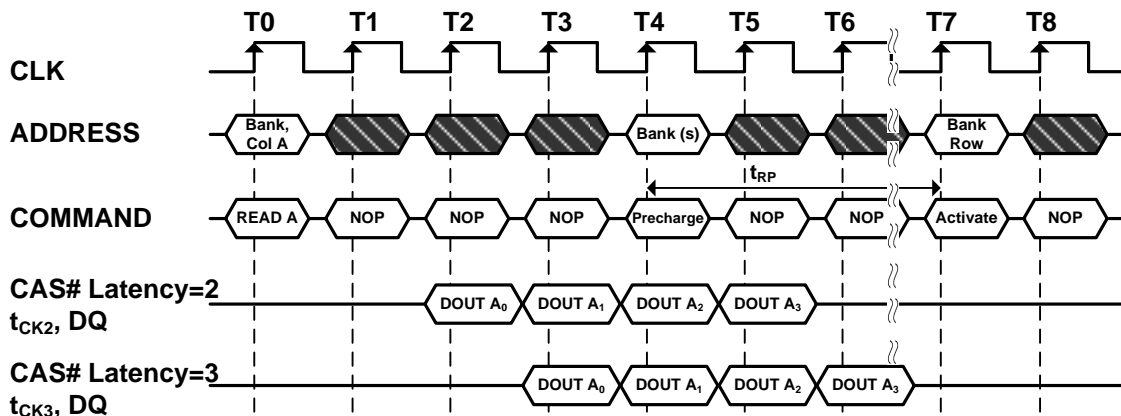 T0 T1 T2 T3 T4 T5 T6 T7 T8
CLK
ADDRESS
Bank, Col A
Bank (s)
Bank Row
tRP
COMMAND
READ A NOP NOP NOP Precharge NOP NOP Activate NOP
CAS# Latency=2
tCK2, DQ
DOUT A0 DOUT A1 DOUT A2 DOUT A3
CAS# Latency=3
tCK3, DQ
DOUT A0 DOUT A1 DOUT A2 DOUT A3